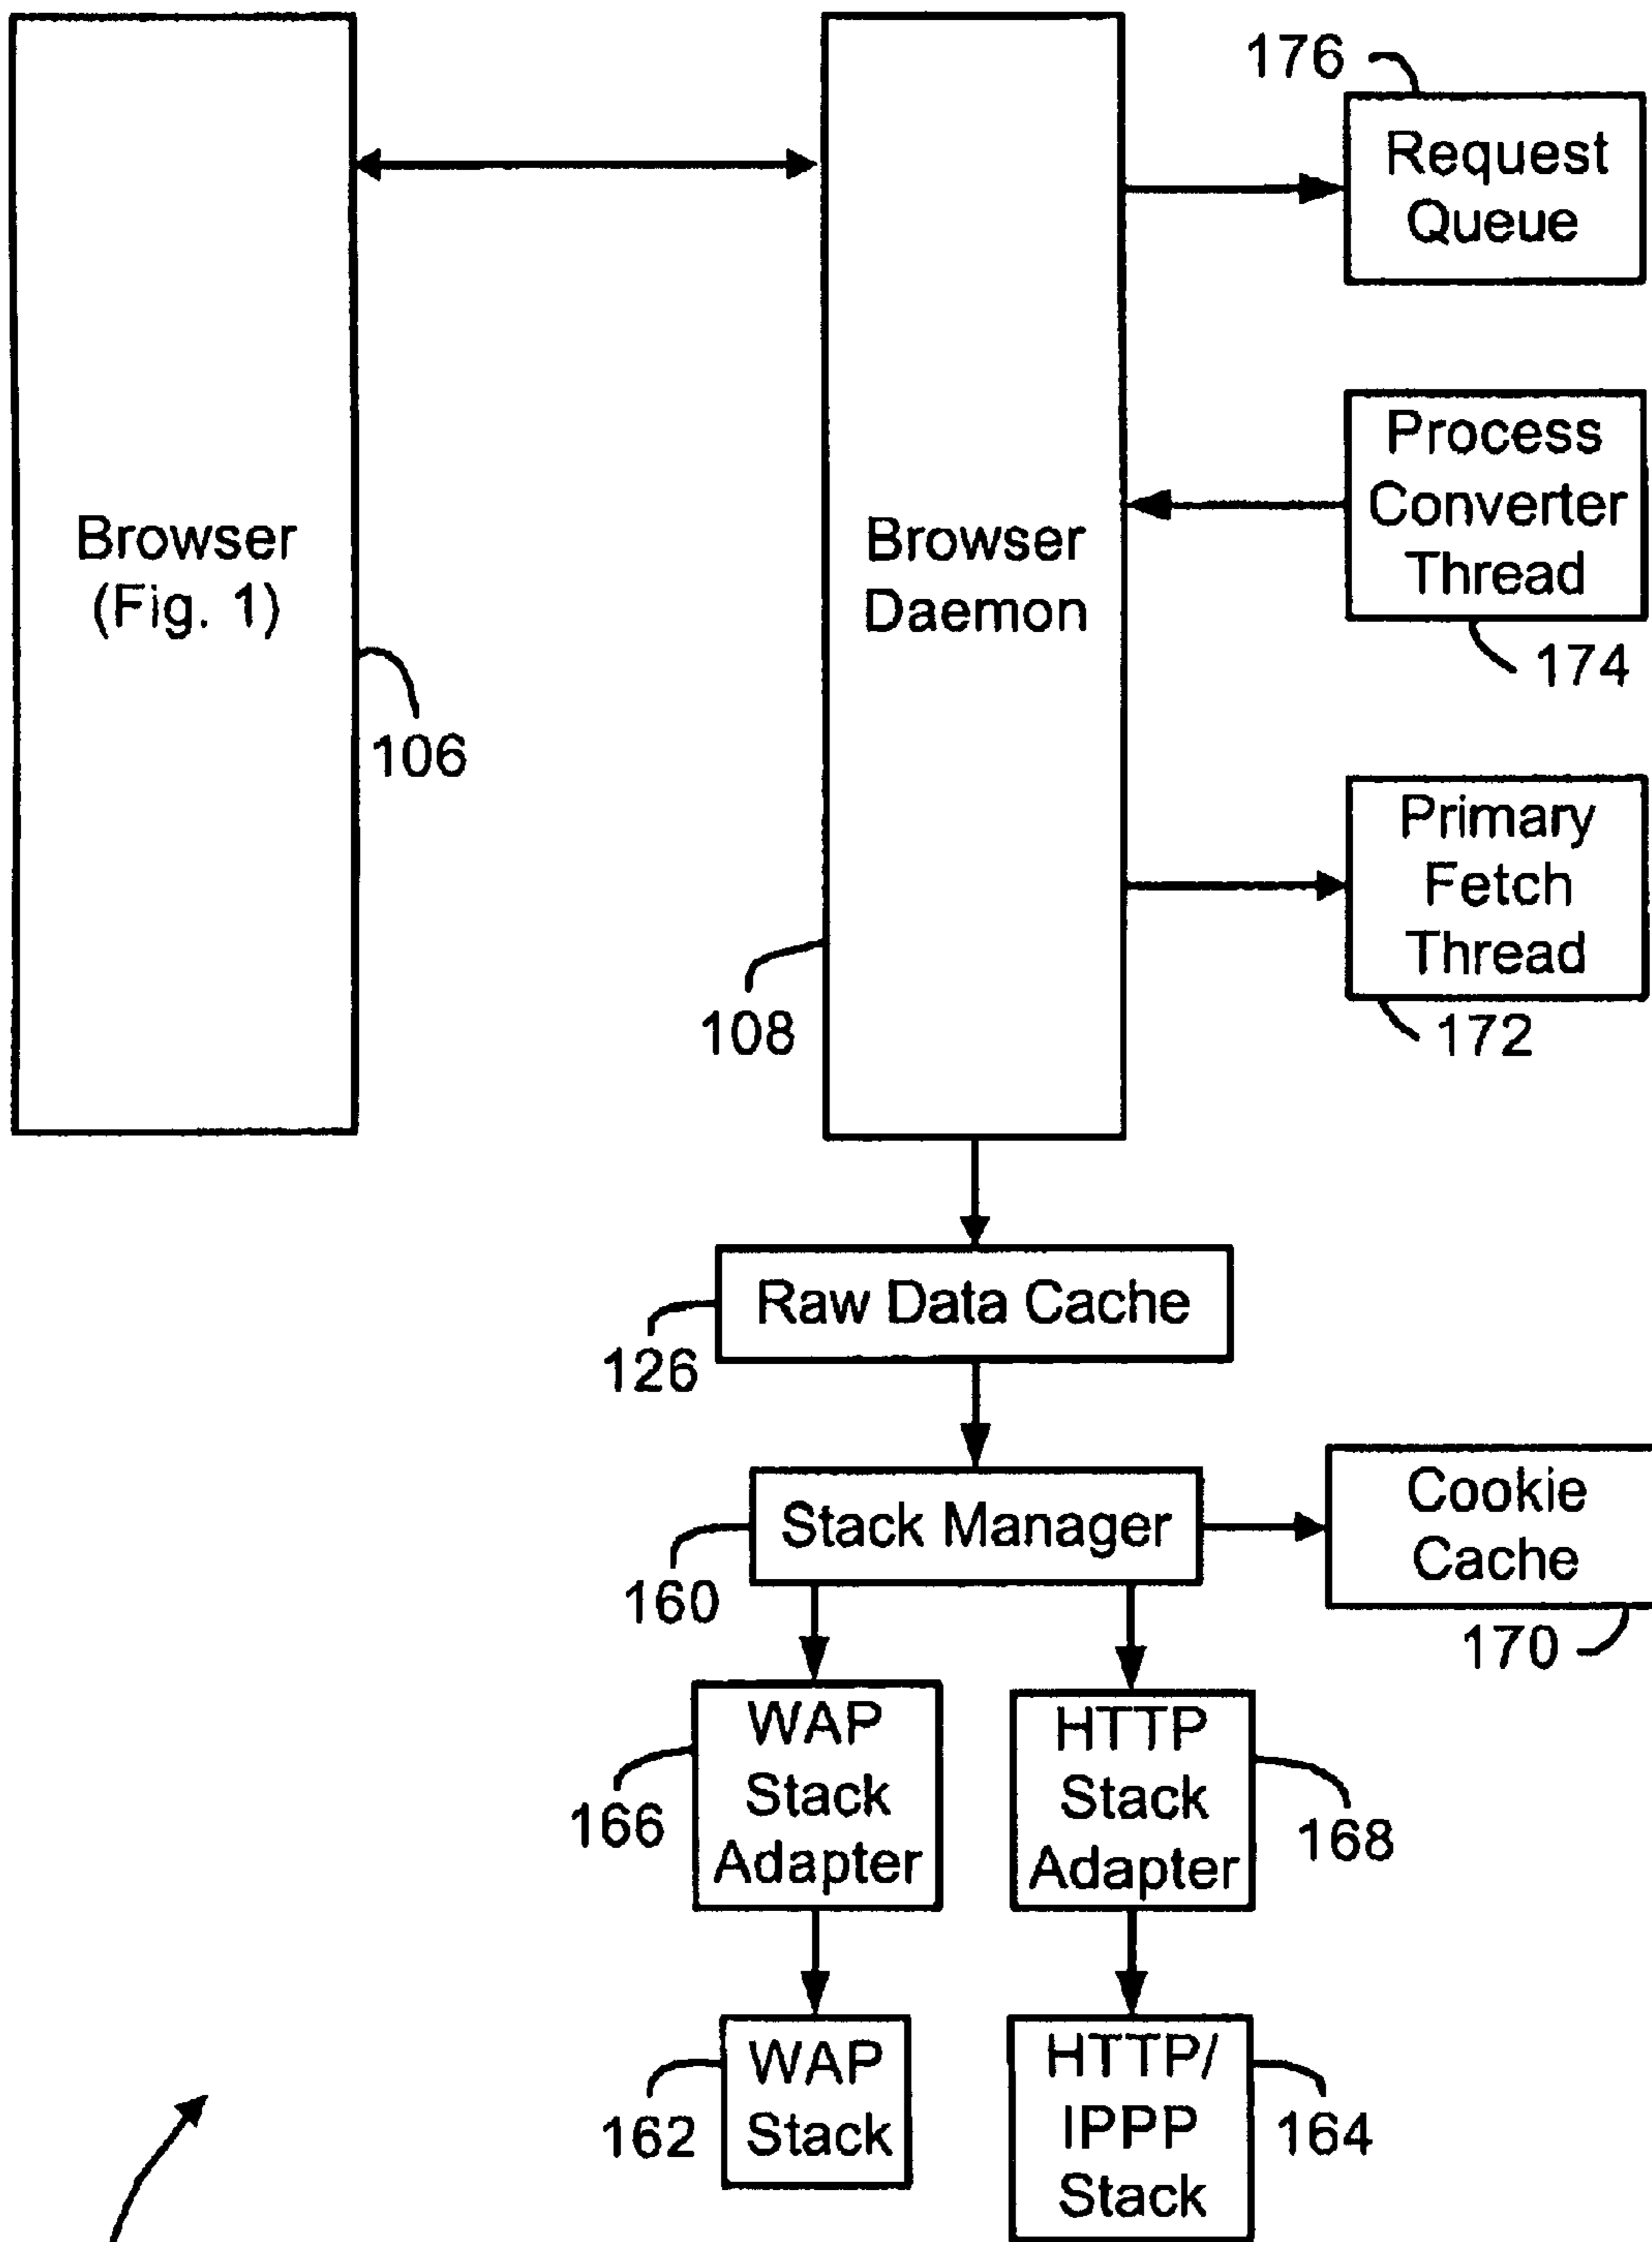 176
Request
Queue
Process
Converter
Thread
174
Browser
(Fig. 1)
106
Browser
Daemon
108
Primary
Fetch
Thread
172
Raw Data Cache
126
Stack Manager
160
Cookie
Cache
170
WAP
Stack
Adapter
166
HTTP
Stack
Adapter
168
WAP
Stack
162
HTTP/
IPPP
Stack
164